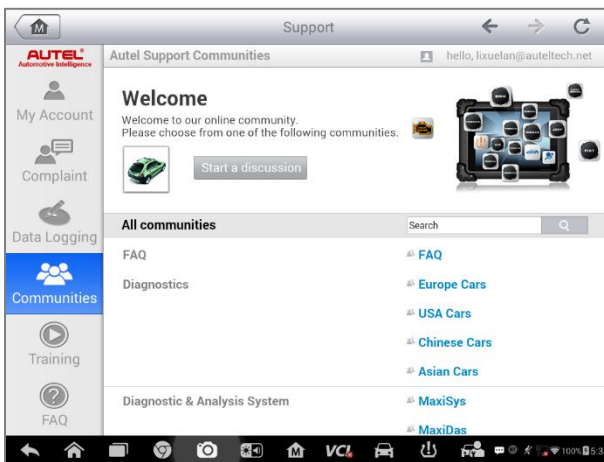 M
Support
AUTEL
Automotive Intelligence
Autel Support Communities
hello, lixuelan@auteltech.net
My Account
Complaint
Data Logging
Communities
Training
FAQ
Welcome
Welcome to our online community.
Please choose from one of the following communities.
Start a discussion
All communities
Search
FAQ
FAQ
Diagnostics
Europe Cars
USA Cars
Chinese Cars
Asian Cars
Diagnostic & Analysis System
MaxiSys
MaxiDas
M
VCI
100%